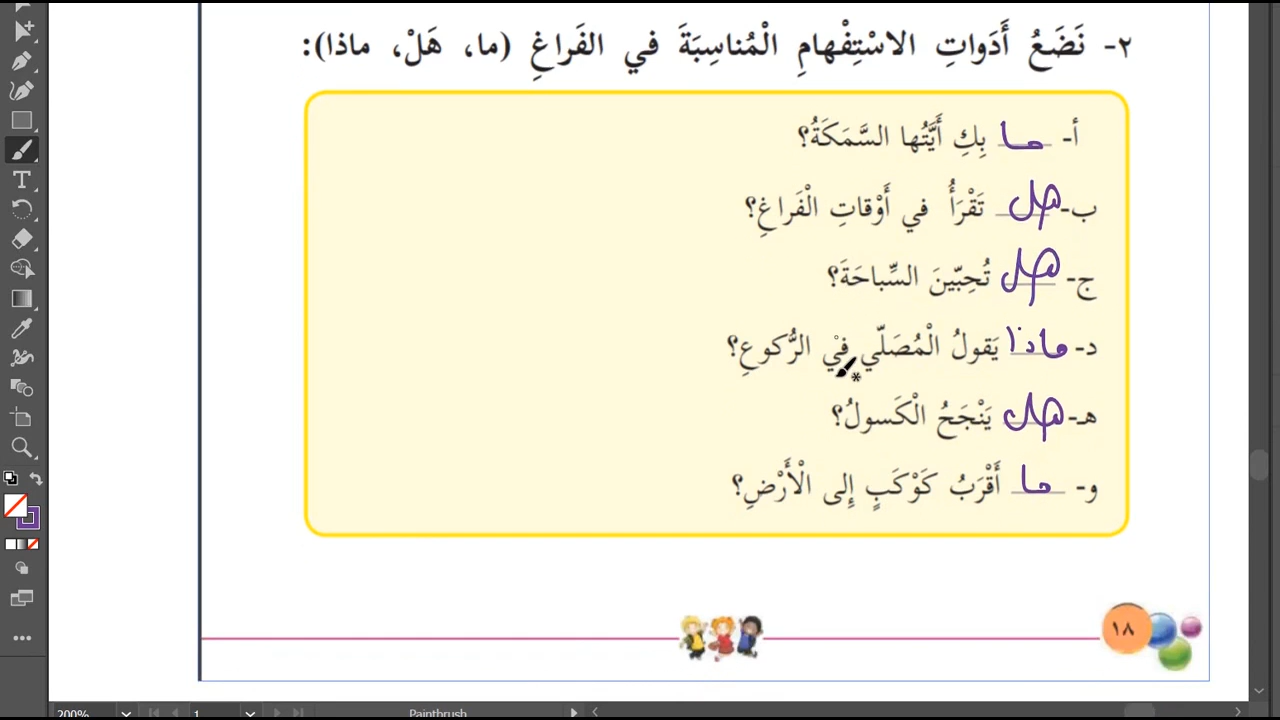 ٢- نَضَعُ أَدَواتِ الاسْتِفْهامِ الْمُناسِبَةَ في الفَراغِ (ما، هَلْ، ماذا):
أ- ما بِكِ أَيَّتُها السَّمَكَةُ؟
ب- هل تَقْرَأُ في أَوْقاتِ الْفَراغِ؟
ج- هل تُحِبّينَ السِّباحَةَ؟
د- ماذا يَقولُ الْمُصَلّي في الرُّكوعِ؟
هـ- هل يَنْجَحُ الْكَسولُ؟
و- ما أَقْرَبُ كَوْكَبٍ إِلى الْأَرْضِ؟
١٨
200% 1 Paintbrush